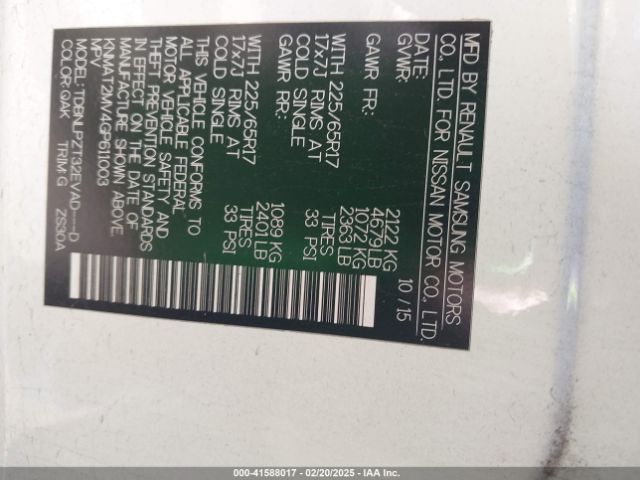 MFD BY RENAULT SAMSUNG MOTORS
CO., LTD. FOR NISSAN MOTOR CO., LTD.
DATE: 10 / 15
GVWR: 2122 KG
4679 LB
GAWR FR: 1072 KG
2363 LB
WITH 225/65R17 TIRES
17x7J RIMS AT 33 PSI
COLD SINGLE
GAWR RR: 1089 KG
2401 LB
WITH 225/65R17 TIRES
17x7J RIMS AT 33 PSI
COLD SINGLE
THIS VEHICLE CONFORMS TO
ALL APPLICABLE FEDERAL
MOTOR VEHICLE SAFETY AND
THEFT PREVENTION STANDARDS
IN EFFECT ON THE DATE OF
MANUFACTURE SHOWN ABOVE.
KNMAT2MV4GP611003
MPV
MODEL: TDBNLPZT32EVAD----D
COLOR: QAK TRIM: G ZS30A
000-41588017 — 02/20/2025 — IAA Inc.